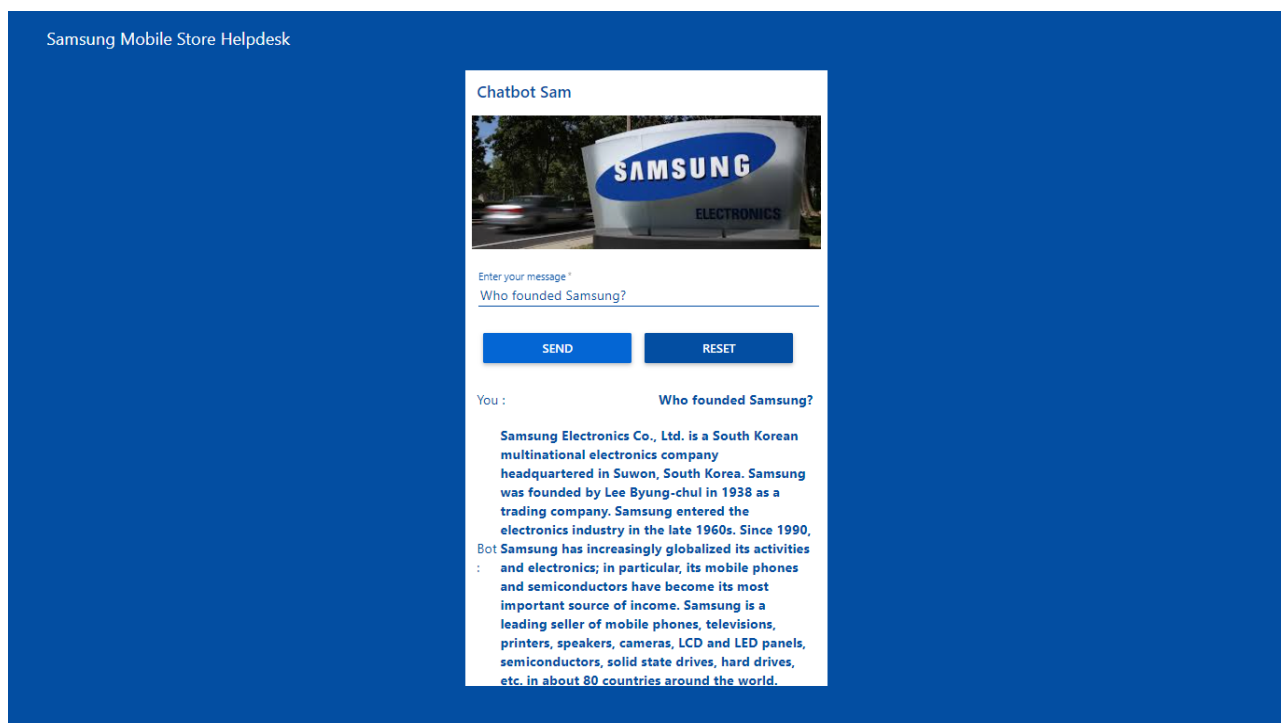 Samsung Mobile Store Helpdesk
Chatbot Sam
SAMSUNG
ELECTRONICS
Enter your message *
Who founded Samsung?
SEND
RESET
You :
Who founded Samsung?
Bot :
Samsung Electronics Co., Ltd. is a South Korean
multinational electronics company
headquartered in Suwon, South Korea. Samsung
was founded by Lee Byung-chul in 1938 as a
trading company. Samsung entered the
electronics industry in the late 1960s. Since 1990,
Samsung has increasingly globalized its activities
and electronics; in particular, its mobile phones
and semiconductors have become its most
important source of income. Samsung is a
leading seller of mobile phones, televisions,
printers, speakers, cameras, LCD and LED panels,
semiconductors, solid state drives, hard drives,
etc. in about 80 countries around the world.